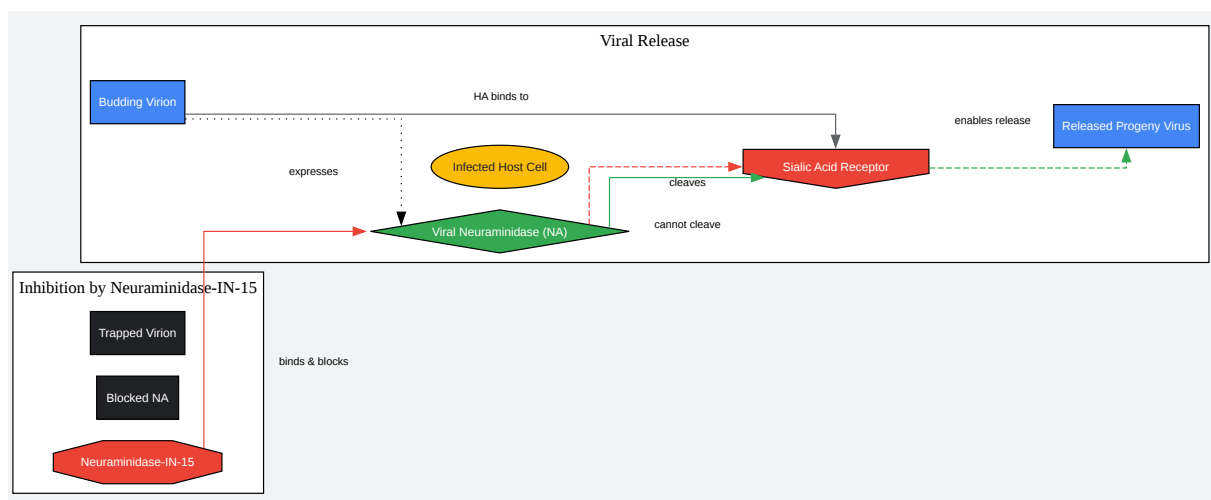 Viral Release
Budding Virion
HA binds to
enables release
Released Progeny Virus
expresses
Infected Host Cell
Sialic Acid Receptor
cleaves
cannot cleave
Viral Neuraminidase (NA)
Inhibition by Neuraminidase-IN-15
Trapped Virion
binds & blocks
Blocked NA
Neuraminidase-IN-15